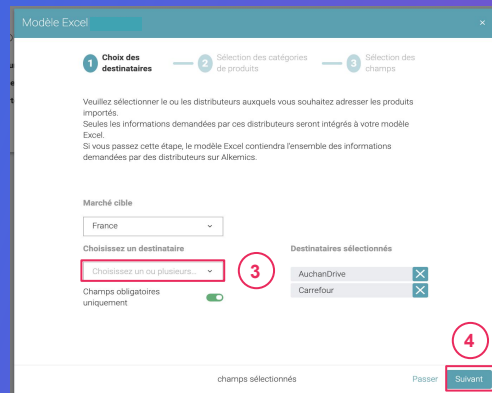 Modèle Excel
×
1 Choix des destinataires
2 Sélection des catégories de produits
3 Sélection des champs
Veuillez sélectionner le ou les distributeurs auxquels vous souhaitez adresser les produits
importés.
Seules les informations demandées par ces distributeurs seront intégrés à votre modèle
Excel.
Si vous passez cette étape, le modèle Excel contiendra l'ensemble des informations
demandées par des distributeurs sur Alkemics.
Marché cible
France
Choisissez un destinataire
Destinataires sélectionnés
Choisissez un ou plusieurs...
3
AuchanDrive
Carrefour
Champs obligatoires
uniquement
4
champs sélectionnés
Passer
Suivant